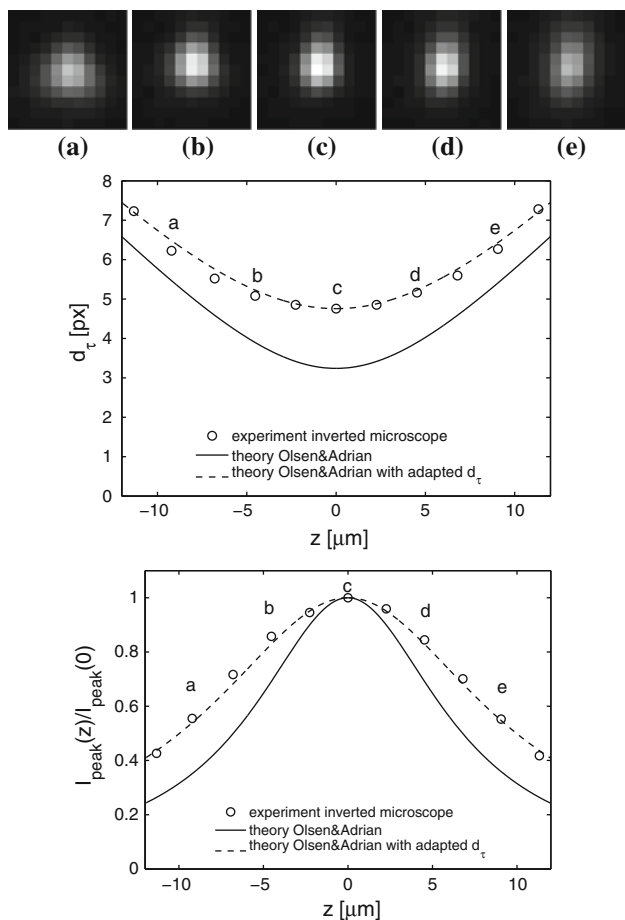 (a) (b) (c) (d) (e)
8
7
6
5
4
3
2
1
0
d_τ [px]
a
b
c
d
e
experiment inverted microscope
theory Olsen&Adrian
theory Olsen&Adrian with adapted d_τ
−10 −5 0 5 10
z [µm]
1
0.8
0.6
0.4
0.2
0
I_peak(z)/I_peak(0)
a
b
c
d
e
experiment inverted microscope
theory Olsen&Adrian
theory Olsen&Adrian with adapted d_τ
−10 −5 0 5 10
z [µm]